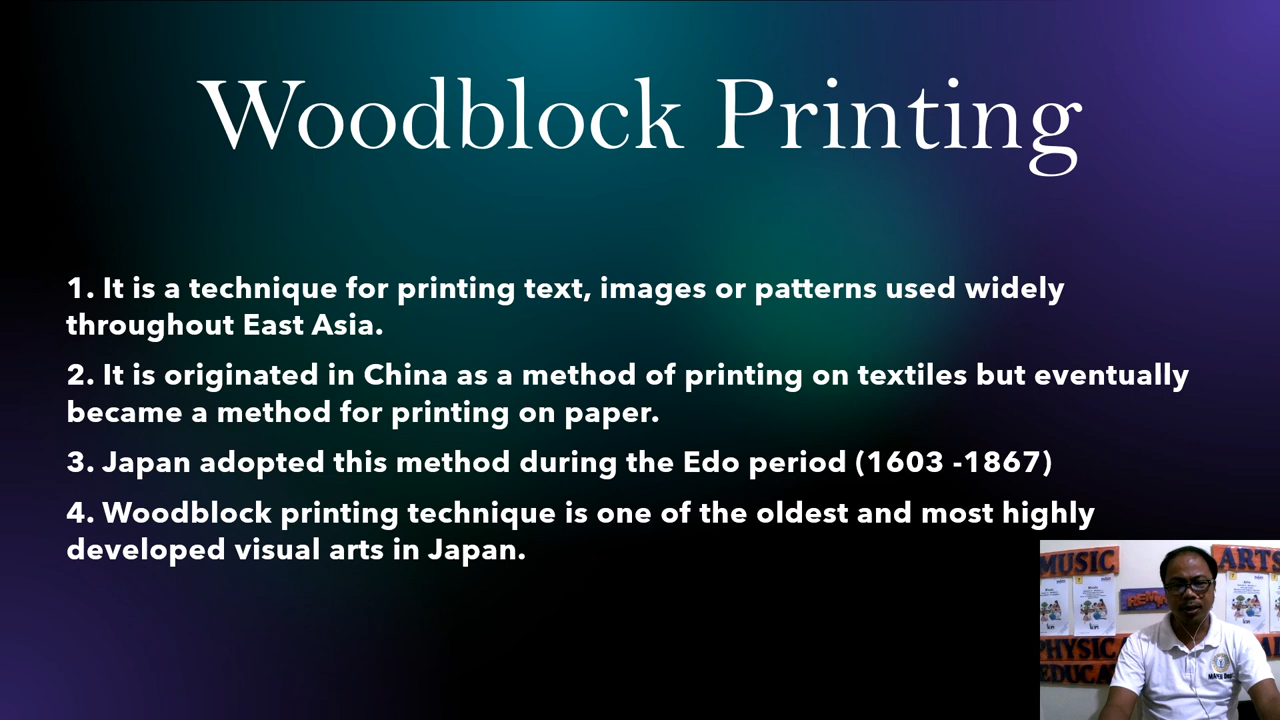 Woodblock Printing
1. It is a technique for printing text, images or patterns used widely
throughout East Asia.
2. It is originated in China as a method of printing on textiles but eventually
became a method for printing on paper.
3. Japan adopted this method during the Edo period (1603 -1867)
4. Woodblock printing technique is one of the oldest and most highly
developed visual arts in Japan.
MUSIC
ARTS
PHYSICA
EDUCA